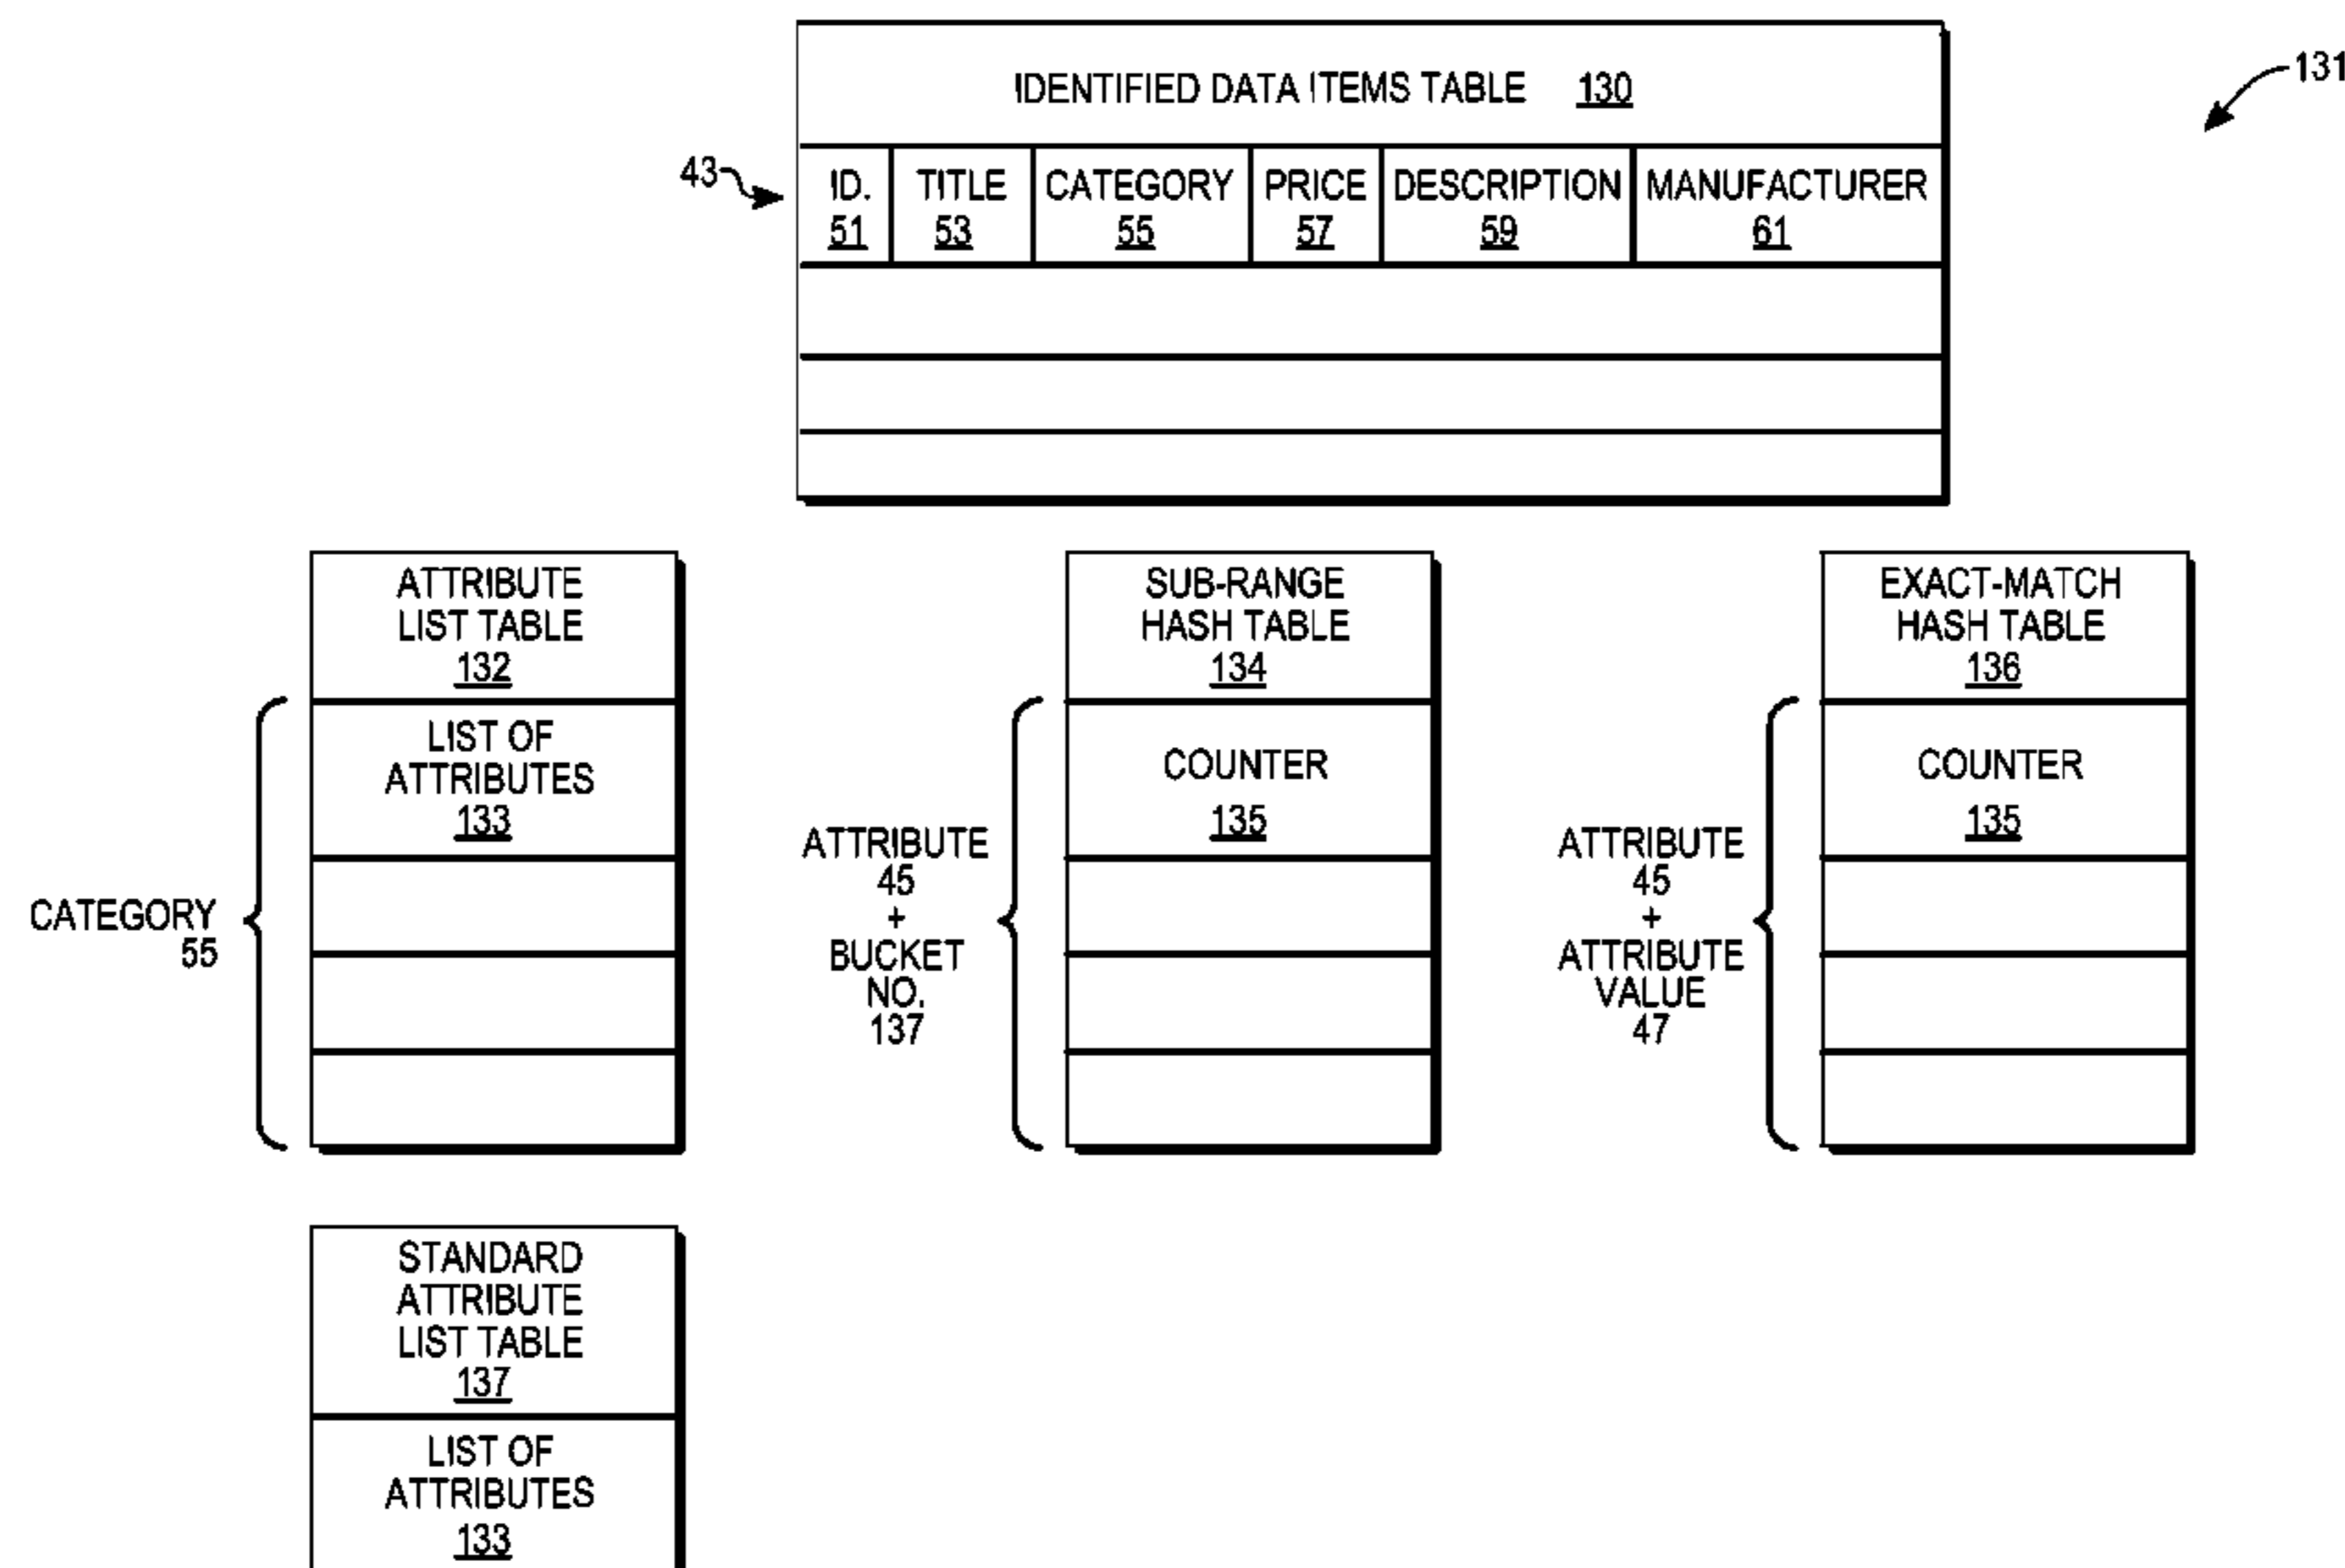 IDENTIFIED DATA ITEMS TABLE 130
131
43
ID. TITLE CATEGORY PRICE DESCRIPTION MANUFACTURER
51 53 55 57 59 61
ATTRIBUTE
LIST TABLE
132
LIST OF
ATTRIBUTES
133
CATEGORY
55
SUB-RANGE
HASH TABLE
134
COUNTER
135
ATTRIBUTE
45
+
BUCKET
NO.
137
EXACT-MATCH
HASH TABLE
136
COUNTER
135
ATTRIBUTE
45
+
ATTRIBUTE
VALUE
47
STANDARD
ATTRIBUTE
LIST TABLE
137
LIST OF
ATTRIBUTES
133